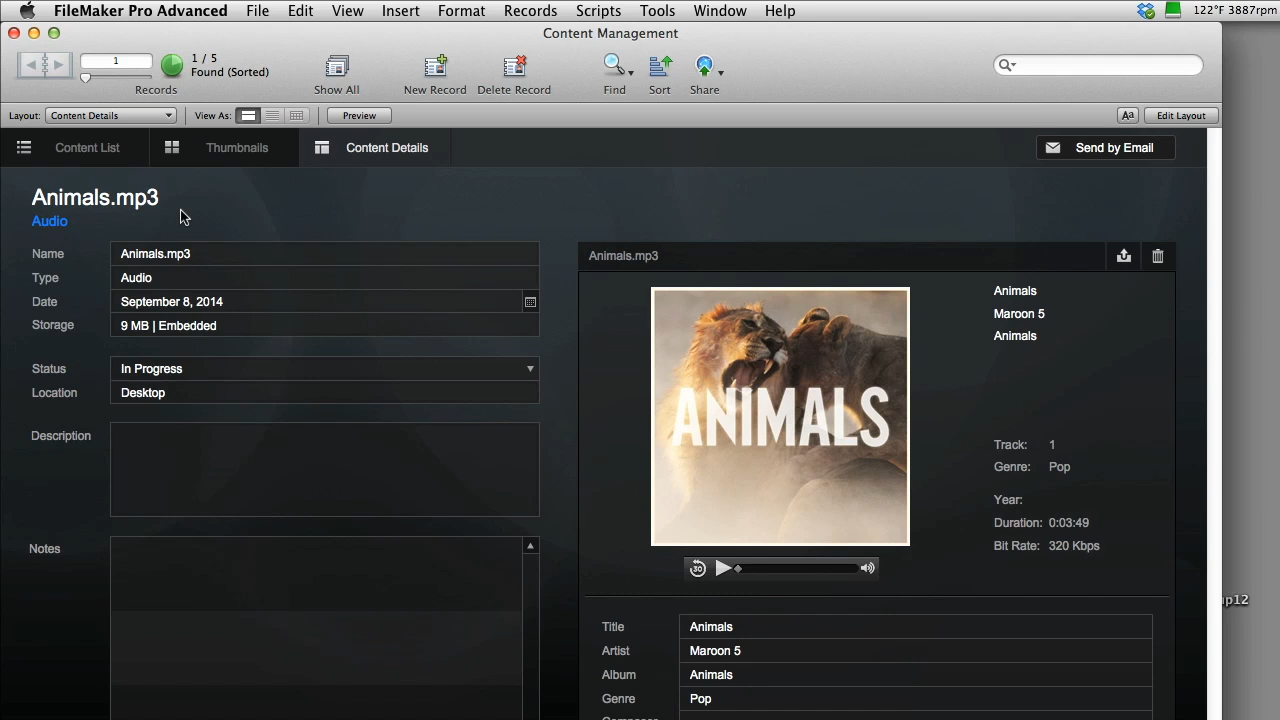 FileMaker Pro Advanced File Edit View Insert Format Records Scripts Tools Window Help 122°F 3887rpm
Content Management
1
1 / 5
Found (Sorted)
Records
Show All
New Record
Delete Record
Find
Sort
Share
Layout: Content Details View As: Preview Aa Edit Layout
Content List Thumbnails Content Details Send by Email
Animals.mp3
Audio
Name Animals.mp3
Type Audio
Date September 8, 2014
Storage 9 MB | Embedded
Status In Progress
Location Desktop
Description
Notes
Animals.mp3
ANIMALS
30
Animals
Maroon 5
Animals
Track: 1
Genre: Pop
Year:
Duration: 0:03:49
Bit Rate: 320 Kbps
Title Animals
Artist Maroon 5
Album Animals
Genre Pop